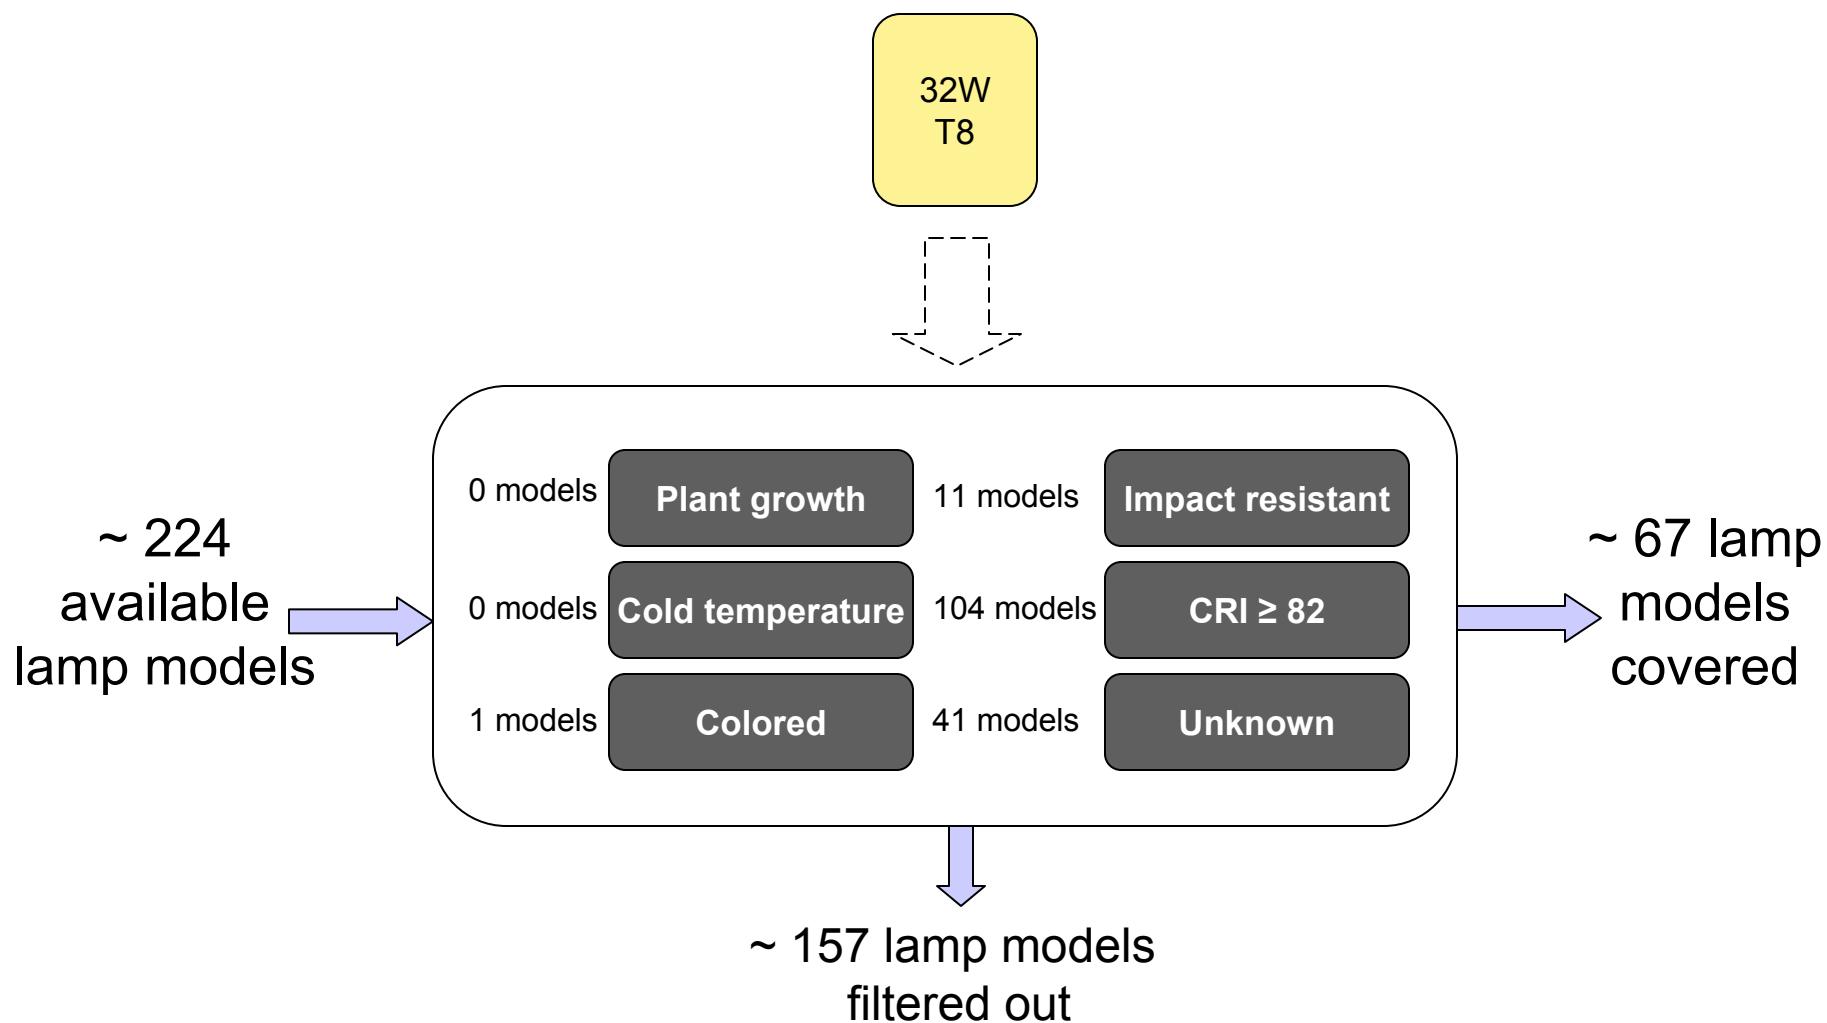 32W
T8
~ 224
available
lamp models
0 models
Plant growth
11 models
Impact resistant
0 models
Cold temperature
104 models
CRI ≥ 82
1 models
Colored
41 models
Unknown
~ 67 lamp
models
covered
~ 157 lamp models
filtered out